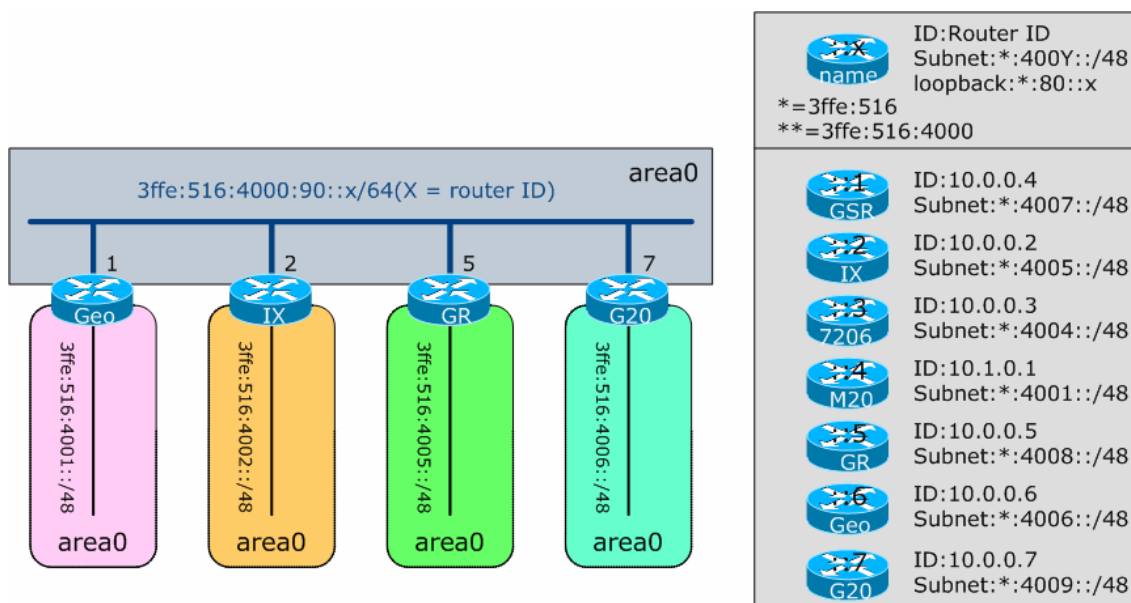 3ffe:516:4000:90::x/64(X = router ID)
area0
1
2
5
7
Geo
IX
GR
G20
3ffe:516:4001::/48
3ffe:516:4002::/48
3ffe:516:4005::/48
3ffe:516:4006::/48
area0
area0
area0
area0
::x
name
ID:Router ID
Subnet:*:400Y::/48
loopback:*:80::x
*=3ffe:516
**=3ffe:516:4000
::1
GSR
ID:10.0.0.4
Subnet:*:4007::/48
::2
IX
ID:10.0.0.2
Subnet:*:4005::/48
::3
7206
ID:10.0.0.3
Subnet:*:4004::/48
::4
M20
ID:10.1.0.1
Subnet:*:4001::/48
::5
GR
ID:10.0.0.5
Subnet:*:4008::/48
::6
Geo
ID:10.0.0.6
Subnet:*:4006::/48
::7
G20
ID:10.0.0.7
Subnet:*:4009::/48